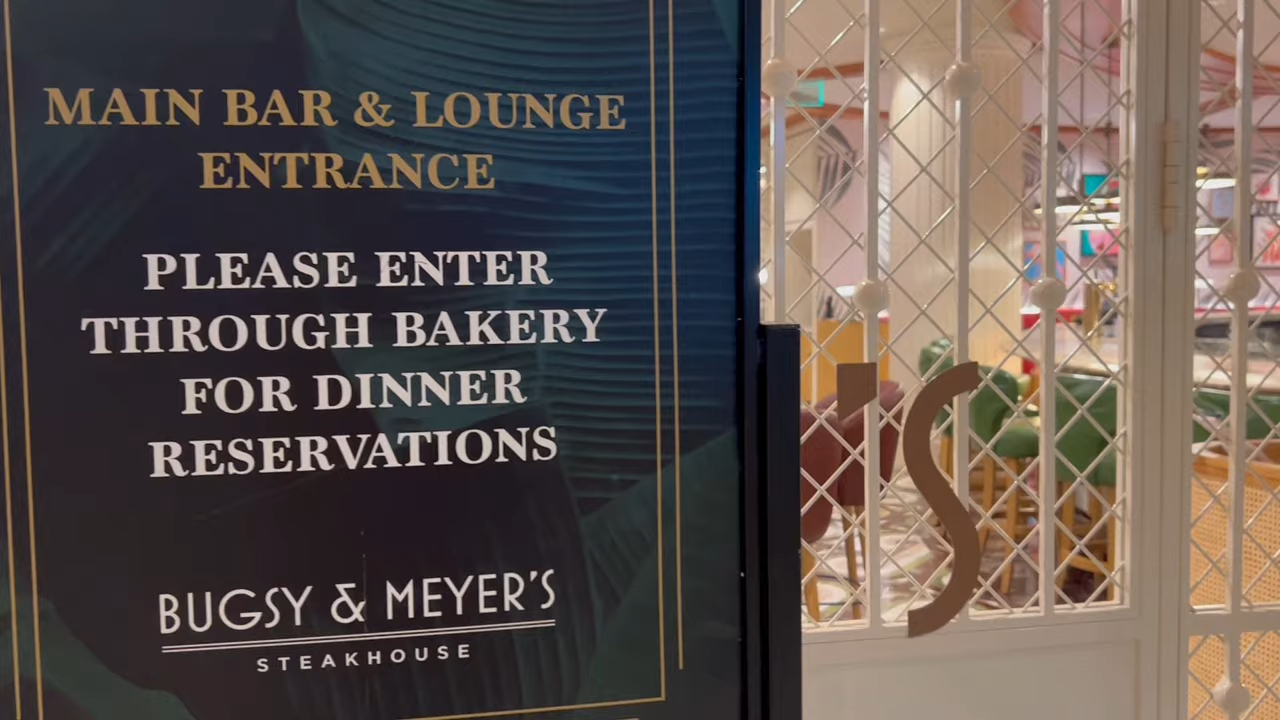 MAIN BAR & LOUNGE
ENTRANCE
PLEASE ENTER
THROUGH BAKERY
FOR DINNER
RESERVATIONS
BUGSY & MEYER'S
STEAKHOUSE
'S